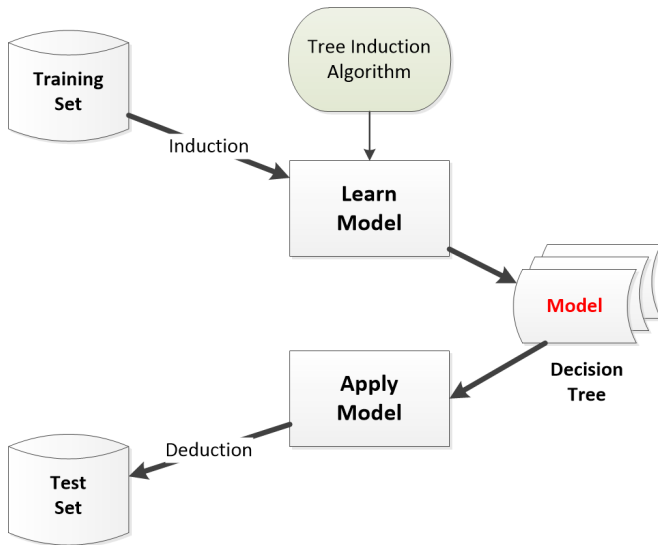 Tree Induction
Algorithm
Training
Set
Induction
Learn
Model
Model
Decision
Tree
Apply
Model
Deduction
Test
Set